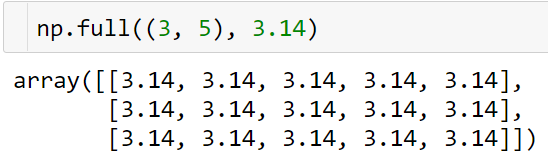 np.full((3, 5), 3.14)
array([[3.14, 3.14, 3.14, 3.14, 3.14],
       [3.14, 3.14, 3.14, 3.14, 3.14],
       [3.14, 3.14, 3.14, 3.14, 3.14]])